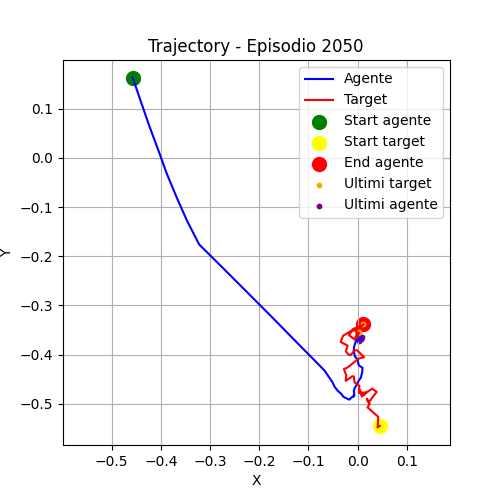 Trajectory - Episodio 2050
Agente
Target
Start agente
Start target
End agente
Ultimi target
Ultimi agente
Y
0.1
0.0
−0.1
−0.2
−0.3
−0.4
−0.5
−0.5
−0.4
−0.3
−0.2
−0.1
0.0
0.1
X